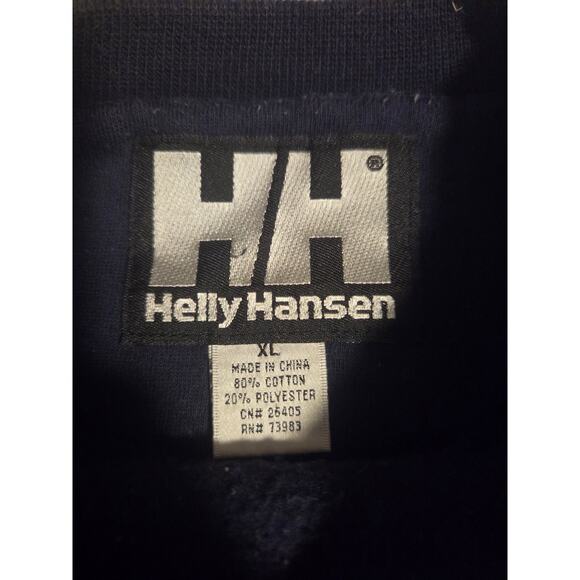 HH®
Helly Hansen
XL
MADE IN CHINA
80% COTTON
20% POLYESTER
CN# 26405
RN# 73983